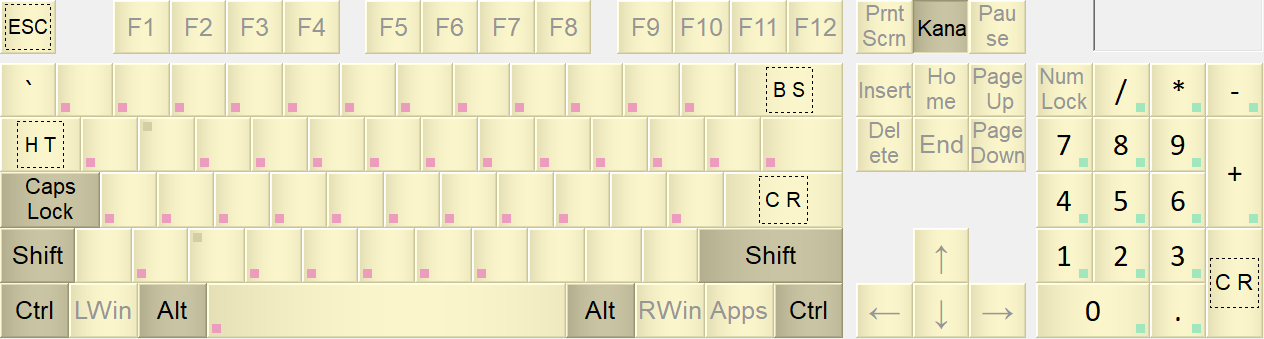 ESC F1 F2 F3 F4 F5 F6 F7 F8 F9 F10 F11 F12 Prnt Scrn Kana Pau se
` B S Insert Ho me Page Up Num Lock / * -
H T Del ete End Page Down 7 8 9 +
Caps Lock C R 4 5 6
Shift Shift ↑ 1 2 3 C R
Ctrl LWin Alt Alt RWin Apps Ctrl ← ↓ → 0 .